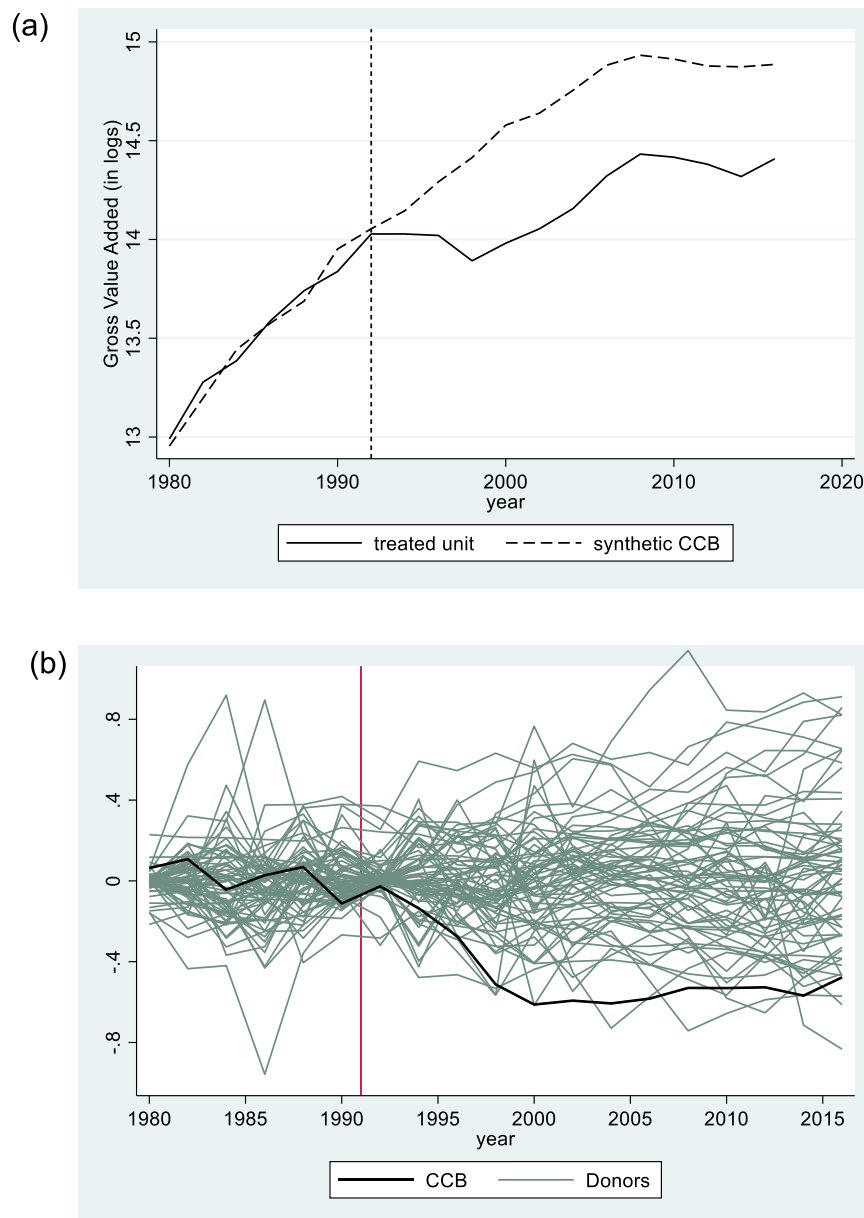 (a)
Gross Value Added (in logs)
15
14.5
14
13.5
13
1980 1990 2000 2010 2020
year
treated unit synthetic CCB
(b)
.8
.4
0
-.4
-.8
1980 1985 1990 1995 2000 2005 2010 2015
year
CCB Donors